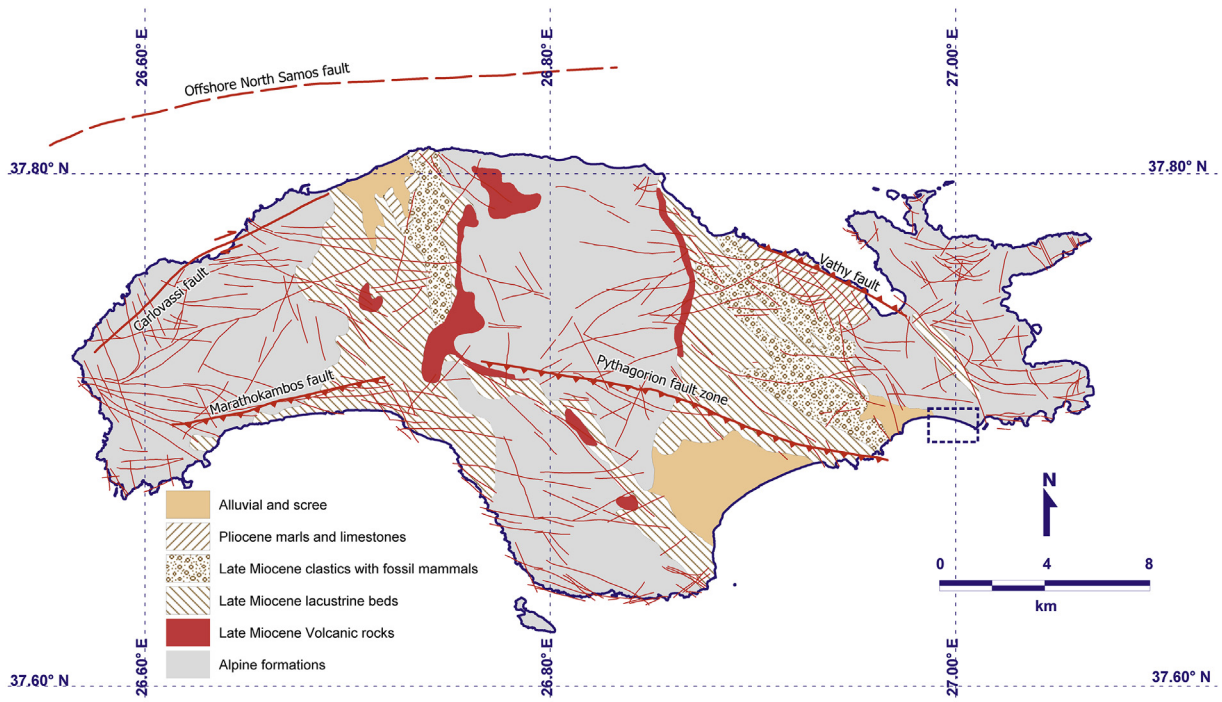 26.60° E
26.80° E
27.00° E
Offshore North Samos fault
37.80° N
37.80° N
Vathy fault
Carlovassi fault
Pythagorion fault zone
Marathokambos fault
Alluvial and scree
Pliocene marls and limestones
Late Miocene clastics with fossil mammals
Late Miocene lacustrine beds
Late Miocene Volcanic rocks
Alpine formations
N
0 4 8
km
26.60° E
26.80° E
27.00° E
37.60° N
37.60° N